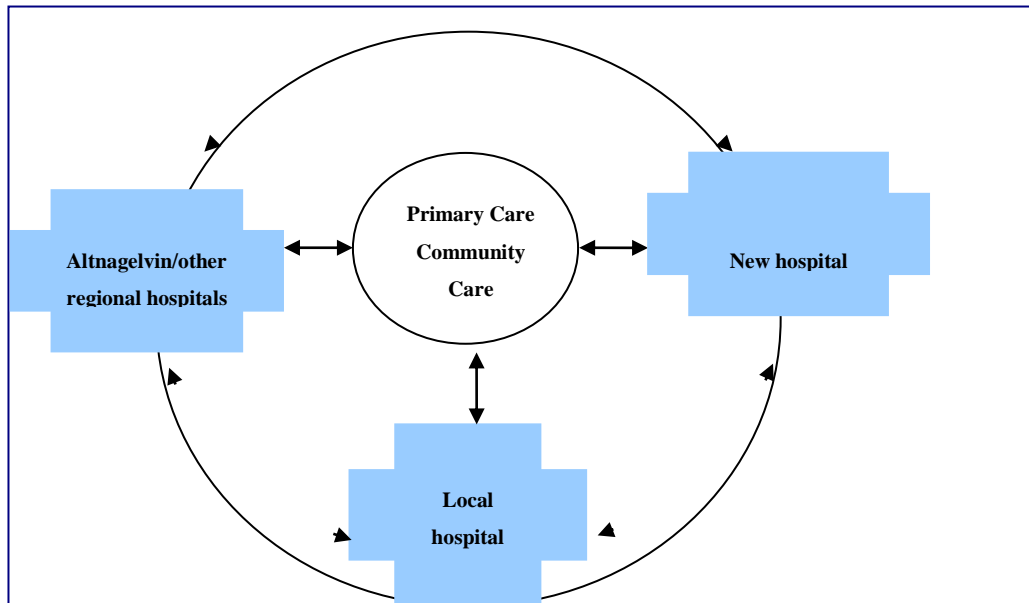 Primary Care
Community
Care
Altnagelvin/other
regional hospitals
New hospital
Local
hospital